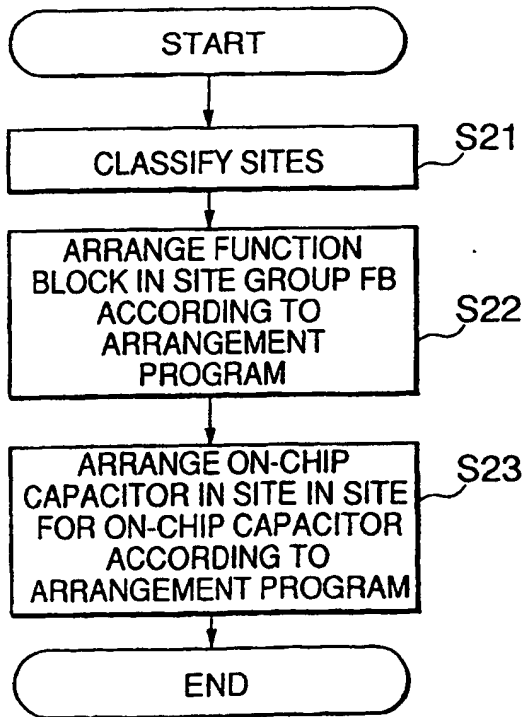 START
CLASSIFY SITES
S21
ARRANGE FUNCTION
BLOCK IN SITE GROUP FB
ACCORDING TO
ARRANGEMENT
PROGRAM
S22
ARRANGE ON-CHIP
CAPACITOR IN SITE IN SITE
FOR ON-CHIP CAPACITOR
ACCORDING TO
ARRANGEMENT PROGRAM
S23
END